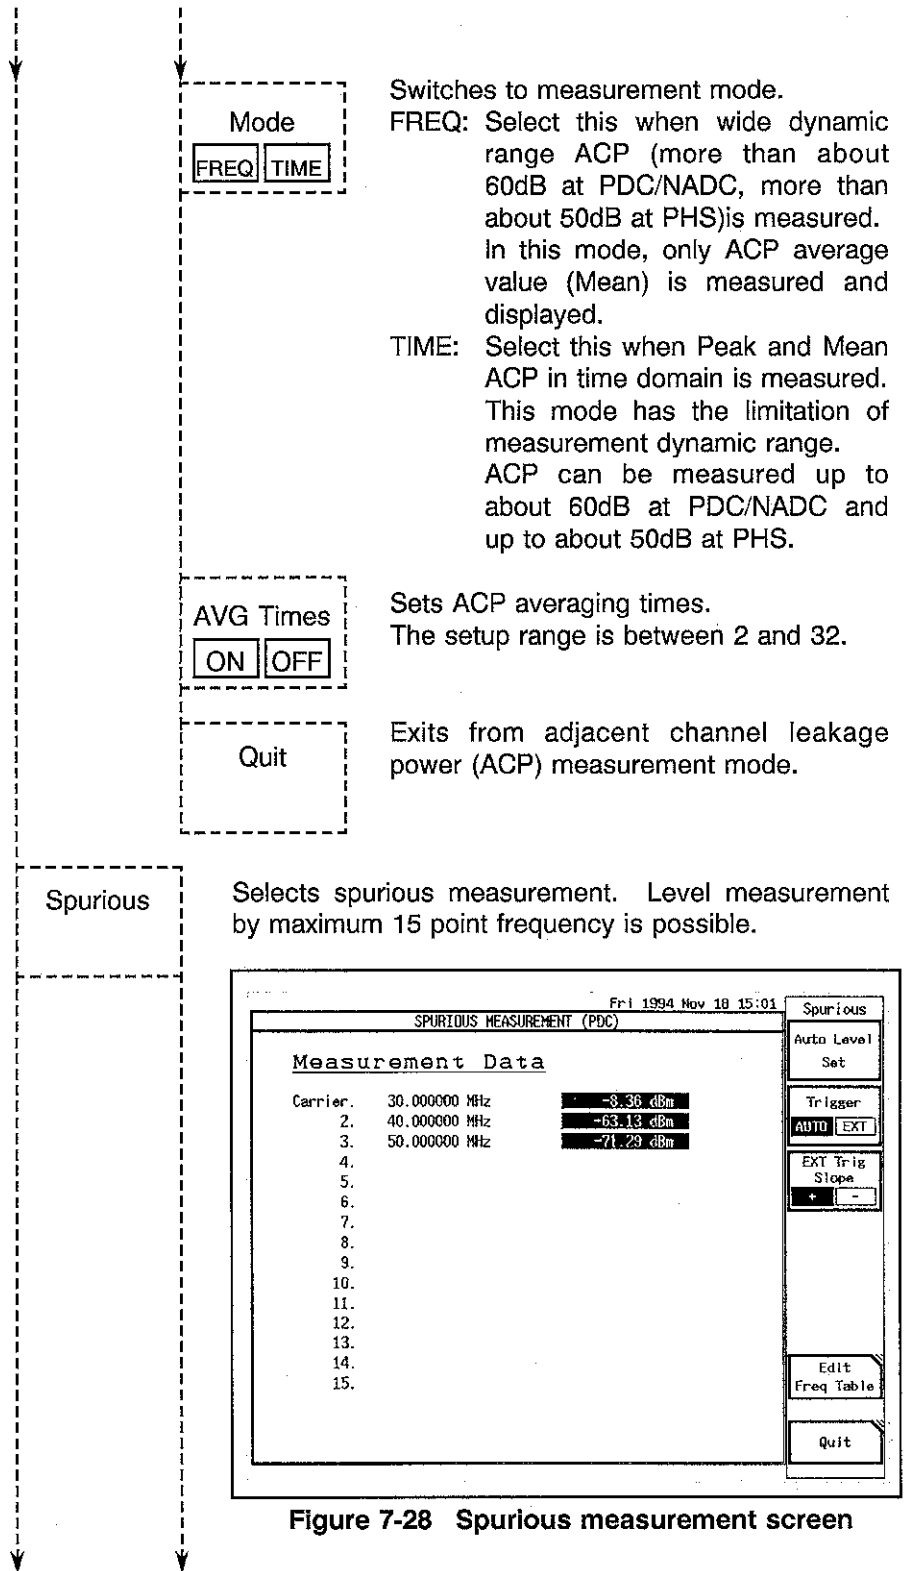 Mode
FREQ TIME
Switches to measurement mode.
FREQ: Select this when wide dynamic
range ACP (more than about
60dB at PDC/NADC, more than
about 50dB at PHS)is measured.
In this mode, only ACP average
value (Mean) is measured and
displayed.
TIME: Select this when Peak and Mean
ACP in time domain is measured.
This mode has the limitation of
measurement dynamic range.
ACP can be measured up to
about 60dB at PDC/NADC and
up to about 50dB at PHS.
AVG Times
ON OFF
Sets ACP averaging times.
The setup range is between 2 and 32.
Quit
Exits from adjacent channel leakage
power (ACP) measurement mode.
Spurious
Selects spurious measurement. Level measurement
by maximum 15 point frequency is possible.
Fri 1994 Nov 18 15:01
SPURIOUS MEASUREMENT (PDC)
Measurement Data
Carrier. 30.000000 MHz -8.36 dBm
2. 40.000000 MHz -63.13 dBm
3. 50.000000 MHz -71.29 dBm
4.
5.
6.
7.
8.
9.
10.
11.
12.
13.
14.
15.
Spurious
Auto Level
Set
Trigger
AUTO EXT
EXT Trig
Slope
+ -
Edit
Freq Table
Quit
Figure 7-28 Spurious measurement screen